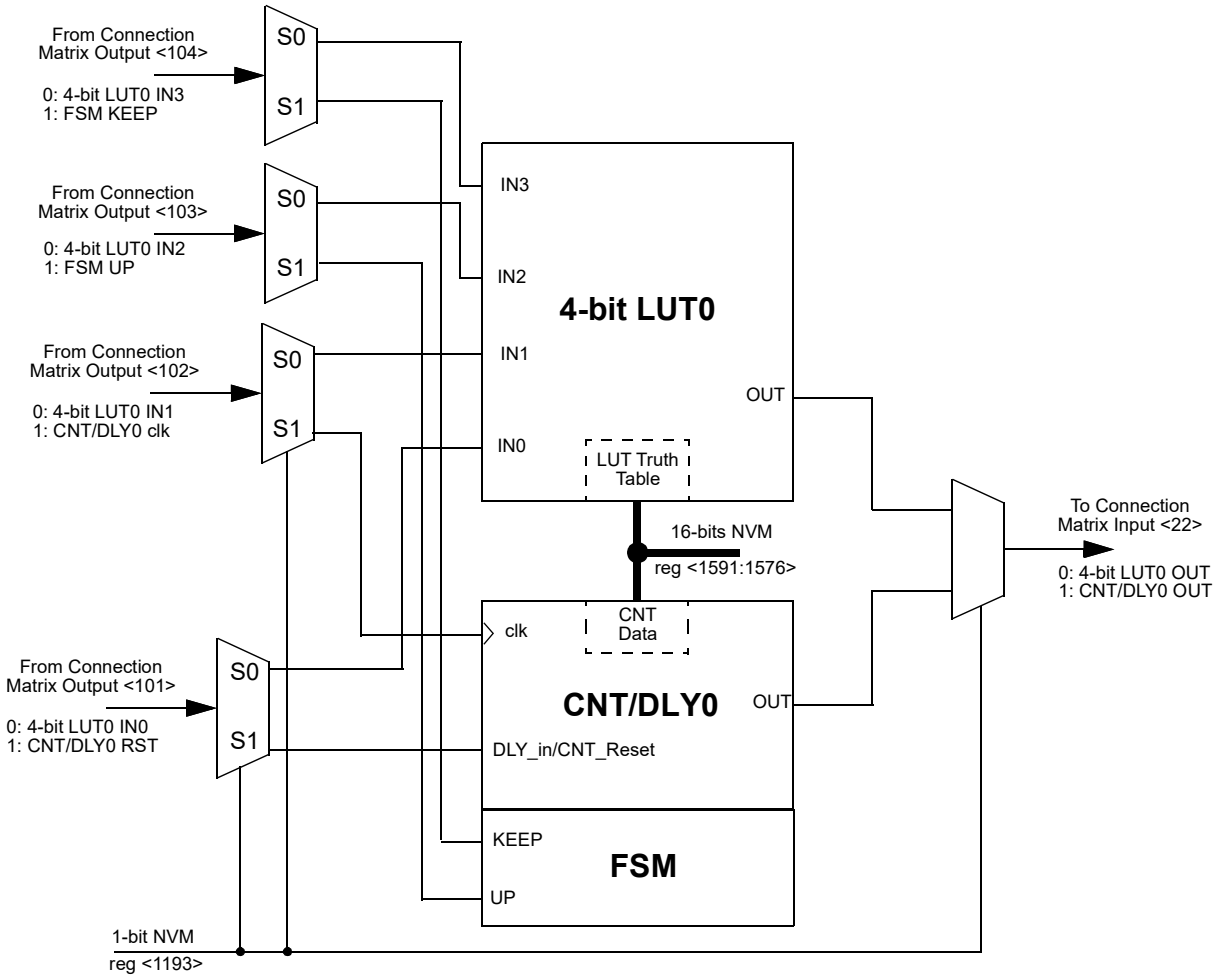 From Connection
Matrix Output <104>
0: 4-bit LUT0 IN3
1: FSM KEEP
S0
S1
From Connection
Matrix Output <103>
0: 4-bit LUT0 IN2
1: FSM UP
S0
S1
From Connection
Matrix Output <102>
0: 4-bit LUT0 IN1
1: CNT/DLY0 clk
S0
S1
From Connection
Matrix Output <101>
0: 4-bit LUT0 IN0
1: CNT/DLY0 RST
S0
S1
IN3
IN2
IN1
IN0
4-bit LUT0
OUT
LUT Truth
Table
16-bits NVM
reg <1591:1576>
clk
CNT
Data
CNT/DLY0
OUT
DLY_in/CNT_Reset
KEEP
FSM
UP
To Connection
Matrix Input <22>
0: 4-bit LUT0 OUT
1: CNT/DLY0 OUT
1-bit NVM
reg <1193>